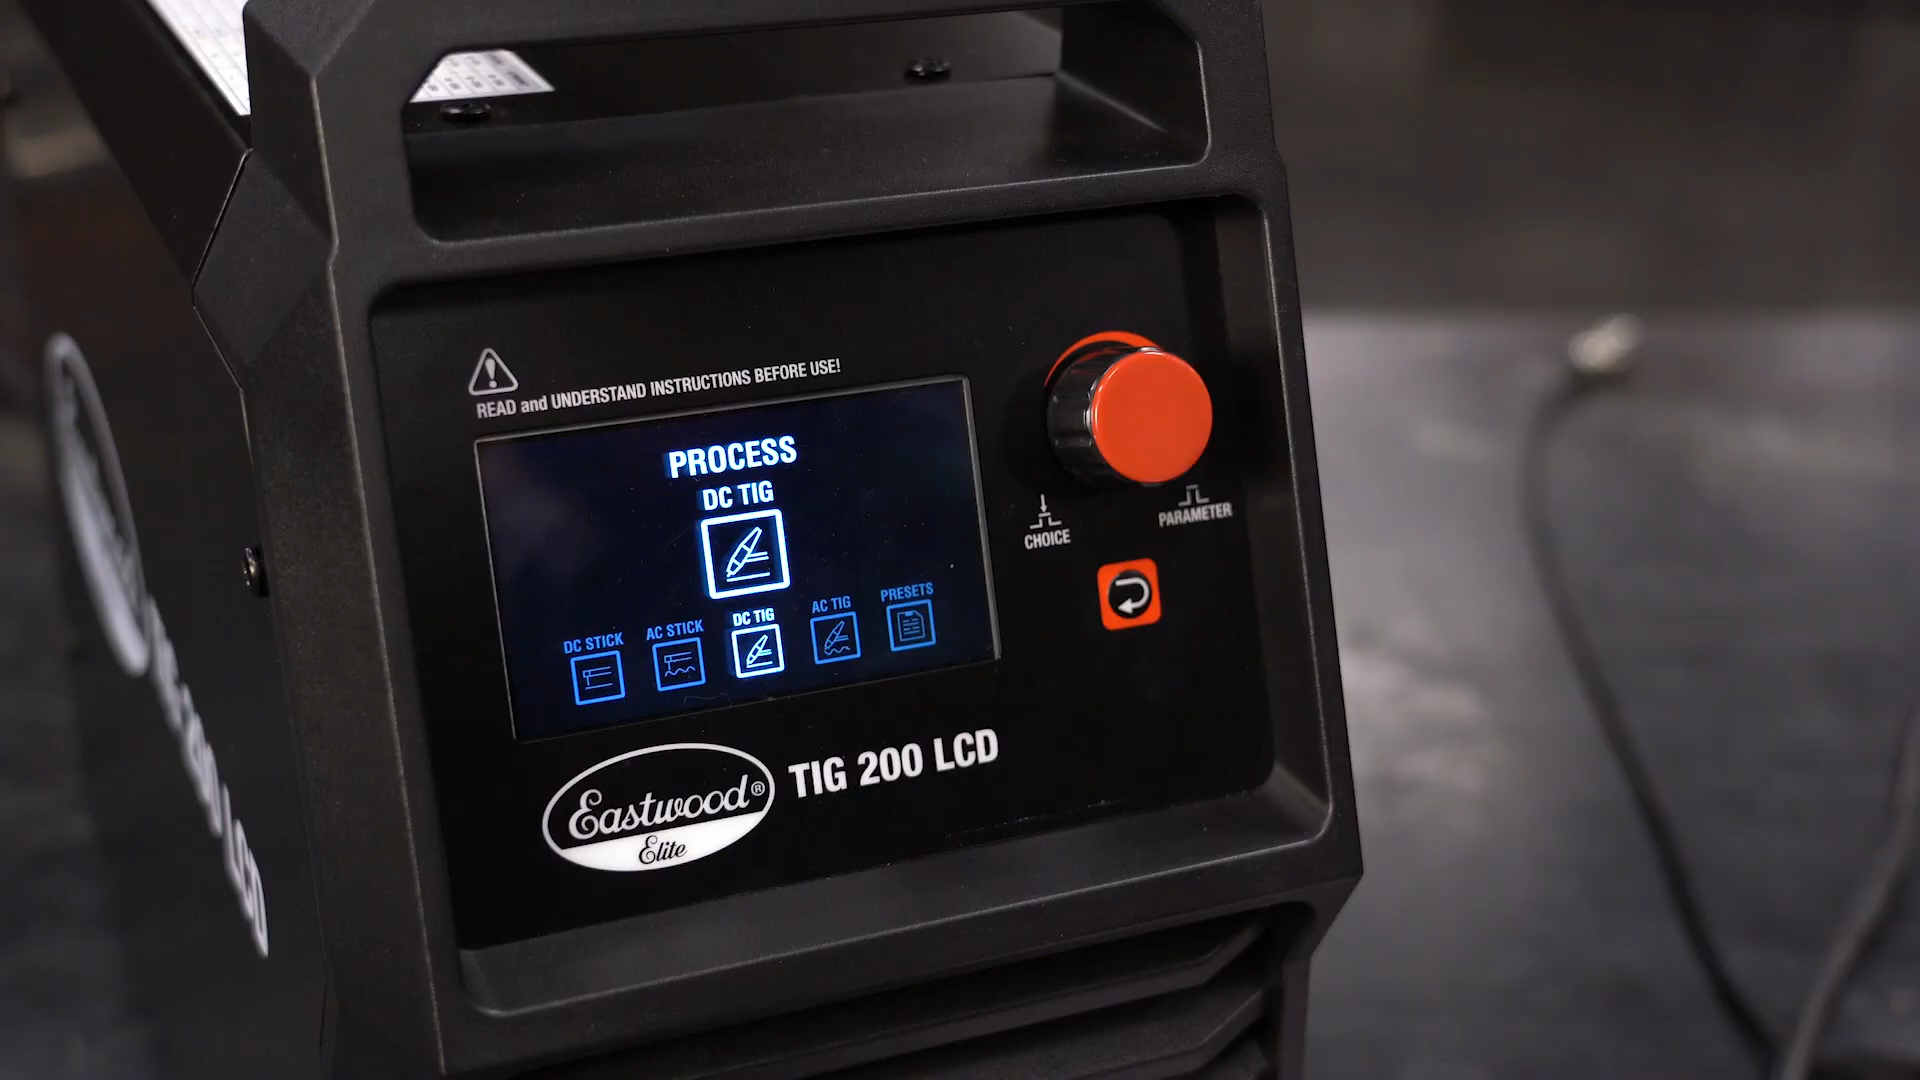 READ and UNDERSTAND INSTRUCTIONS BEFORE USE!
PROCESS
DC TIG
DC STICK
AC STICK
DC TIG
AC TIG
PRESETS
CHOICE
PARAMETER
Eastwood®
Elite
TIG 200 LCD